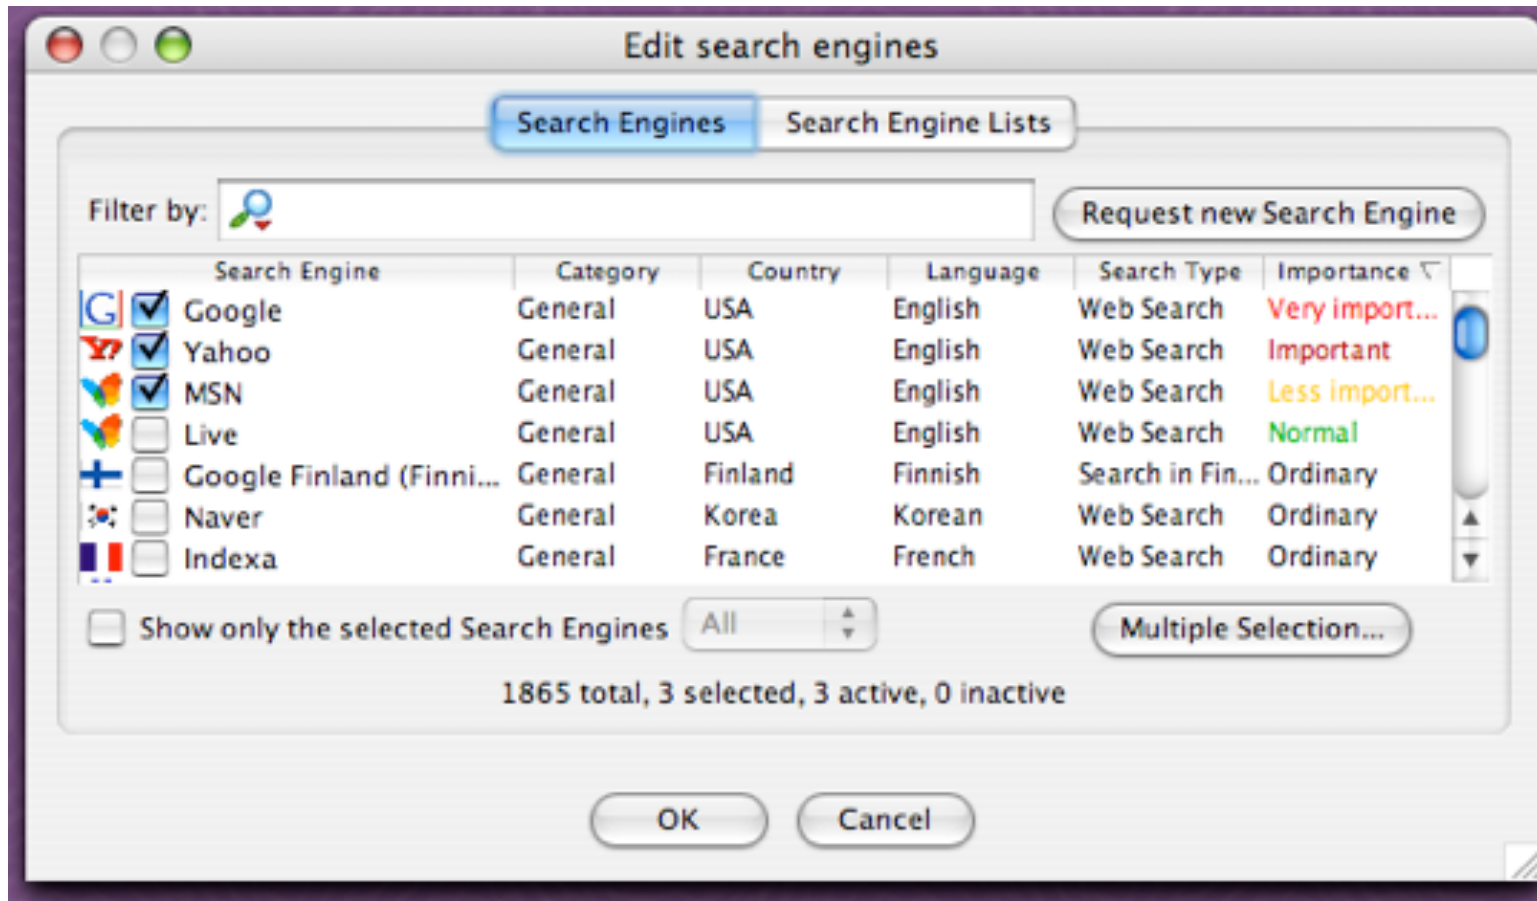 Edit search engines
Search Engines Search Engine Lists
Filter by: Request new Search Engine
Search Engine Category Country Language Search Type Importance
Google General USA English Web Search Very import...
Yahoo General USA English Web Search Important
MSN General USA English Web Search Less import...
Live General USA English Web Search Normal
Google Finland (Finni... General Finland Finnish Search in Fin... Ordinary
Naver General Korea Korean Web Search Ordinary
Indexa General France French Web Search Ordinary
Show only the selected Search Engines All Multiple Selection...
1865 total, 3 selected, 3 active, 0 inactive
OK Cancel